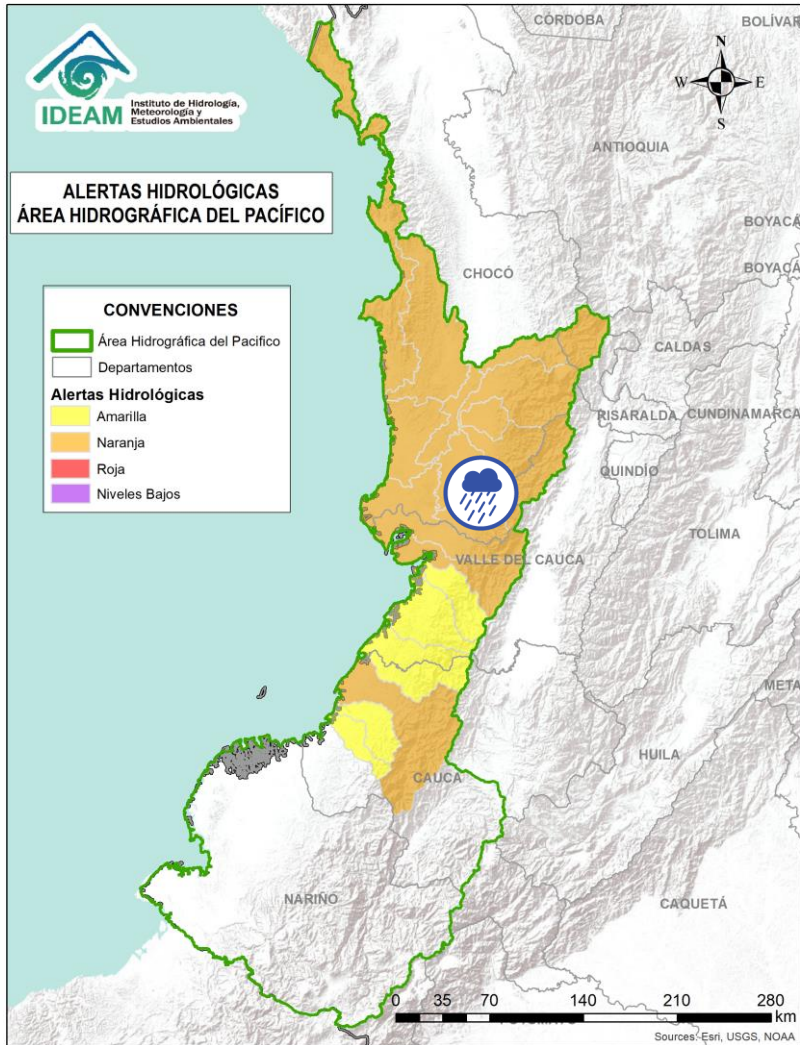 IDEAM
Instituto de Hidrología,
Meteorología y
Estudios Ambientales
CÓRDOBA
BOLÍVAR
N
W
E
S
ANTIOQUIA
ALERTAS HIDROLÓGICAS
ÁREA HIDROGRÁFICA DEL PACÍFICO
BOYACÁ
CHOCÓ
BOYACÁ
CONVENCIONES
Área Hidrográfica del Pacifico
Departamentos
Alertas Hidrológicas
Amarilla
Naranja
Roja
Niveles Bajos
CALDAS
RISARALDA
CUNDINAMARCA
QUINDÍO
TOLIMA
VALLE DEL CAUCA
META
HUILA
CAUCA
NARIÑO
CAQUETÁ
0 35 70 140 210 280
km
Sources: Esri, USGS, NOAA